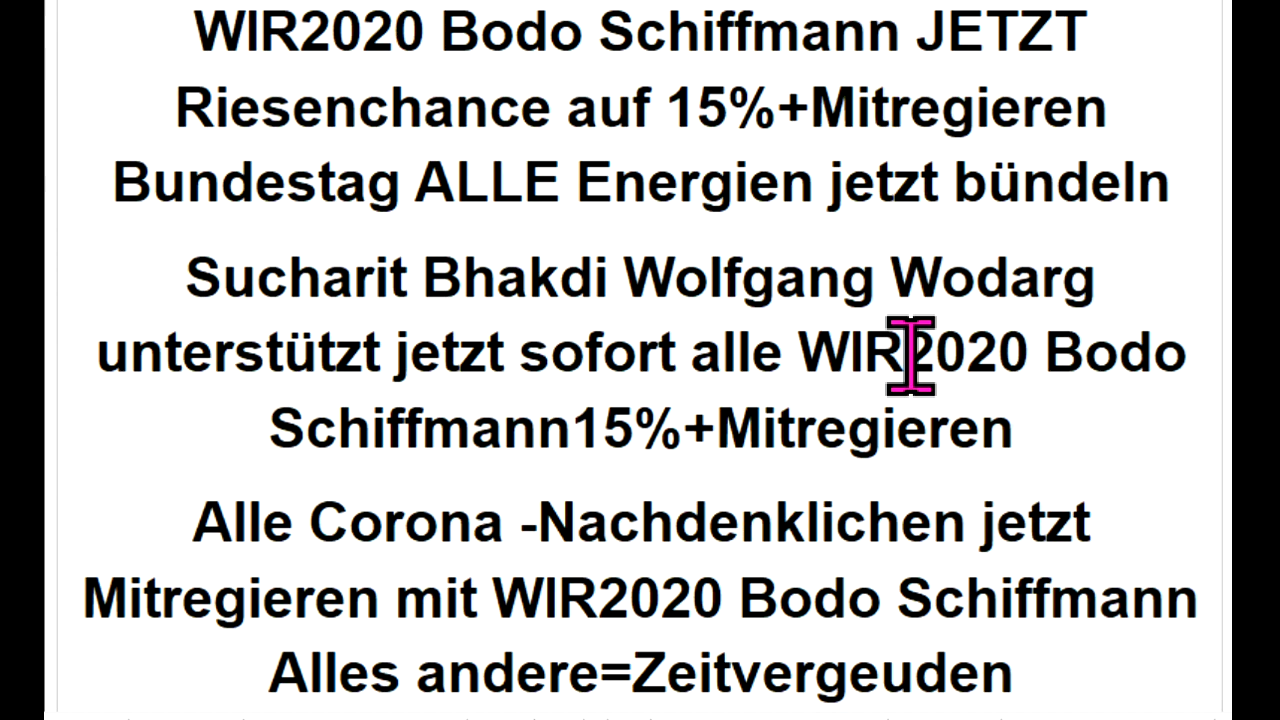 WIR2020 Bodo Schiffmann JETZT
Riesenchance auf 15%+Mitregieren
Bundestag ALLE Energien jetzt bündeln
Sucharit Bhakdi Wolfgang Wodarg
unterstützt jetzt sofort alle WIR2020 Bodo
Schiffmann15%+Mitregieren
Alle Corona -Nachdenklichen jetzt
Mitregieren mit WIR2020 Bodo Schiffmann
Alles andere=Zeitvergeuden